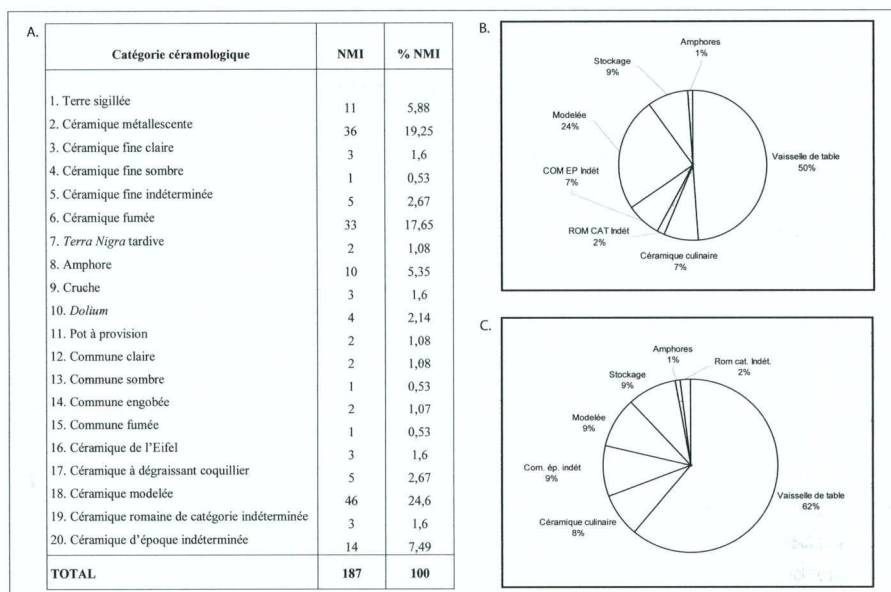 A.
Catégorie céramologique NMI % NMI
1. Terre sigillée 11 5,88
2. Céramique métallescente 36 19,25
3. Céramique fine claire 3 1,6
4. Céramique fine sombre 1 0,53
5. Céramique fine indéterminée 5 2,67
6. Céramique fumée 33 17,65
7. Terra Nigra tardive 2 1,08
8. Amphore 10 5,35
9. Cruche 3 1,6
10. Dolium 4 2,14
11. Pot à provision 2 1,08
12. Commune claire 2 1,08
13. Commune sombre 1 0,53
14. Commune engobée 2 1,07
15. Commune fumée 1 0,53
16. Céramique de l'Eifel 3 1,6
17. Céramique à dégraissant coquillier 5 2,67
18. Céramique modelée 46 24,6
19. Céramique romaine de catégorie indéterminée 3 1,6
20. Céramique d'époque indéterminée 14 7,49
TOTAL 187 100
B.
Amphores
1%
Stockage
9%
Modelée
24%
Vaisselle de table
50%
COM EP Indét
7%
ROM CAT Indét
2%
Céramique culinaire
7%
C.
Amphores
1%
Rom cat. Indét.
2%
Stockage
9%
Modelée
9%
Com. ép. indét
9%
Vaisselle de table
62%
Céramique culinaire
8%